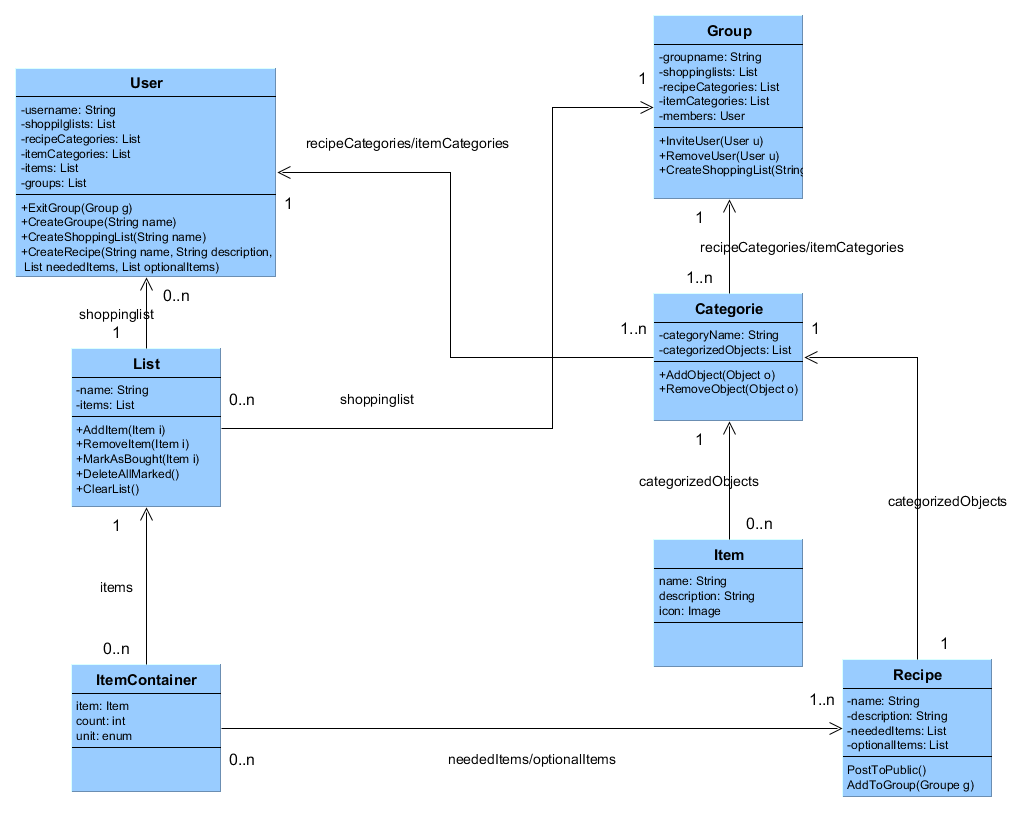 Group
-groupname: String
-shoppinglists: List
-recipeCategories: List
-itemCategories: List
-members: User
+InviteUser(User u)
+RemoveUser(User u)
+CreateShoppingList(String
1
User
-username: String
-shoppilglists: List
-recipeCategories: List
-itemCategories: List
-items: List
-groups: List
+ExitGroup(Group g)
+CreateGroupe(String name)
+CreateShoppingList(String name)
+CreateRecipe(String name, String description,
List neededItems, List optionalItems)
recipeCategories/itemCategories
1
1
recipeCategories/itemCategories
1..n
0..n
shoppinglist
1
Categorie
-categoryName: String
-categorizedObjects: List
+AddObject(Object o)
+RemoveObject(Object o)
1..n
1
List
-name: String
-items: List
+AddItem(Item i)
+RemoveItem(Item i)
+MarkAsBought(Item i)
+DeleteAllMarked()
+ClearList()
0..n
shoppinglist
1
categorizedObjects
0..n
categorizedObjects
1
items
0..n
Item
name: String
description: String
icon: Image
1
ItemContainer
item: Item
count: int
unit: enum
0..n
neededItems/optionalItems
1..n
Recipe
-name: String
-description: String
-neededItems: List
-optionalItems: List
PostToPublic()
AddToGroup(Groupe g)